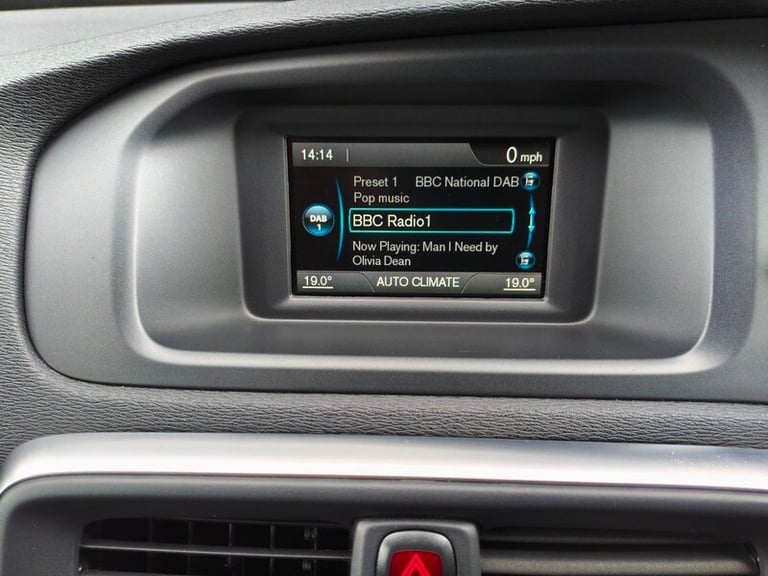 14:14 | 0 mph
Preset 1 BBC National DAB
Pop music
DAB
1
BBC Radio1
Now Playing: Man I Need by
Olivia Dean
19.0° AUTO CLIMATE 19.0°